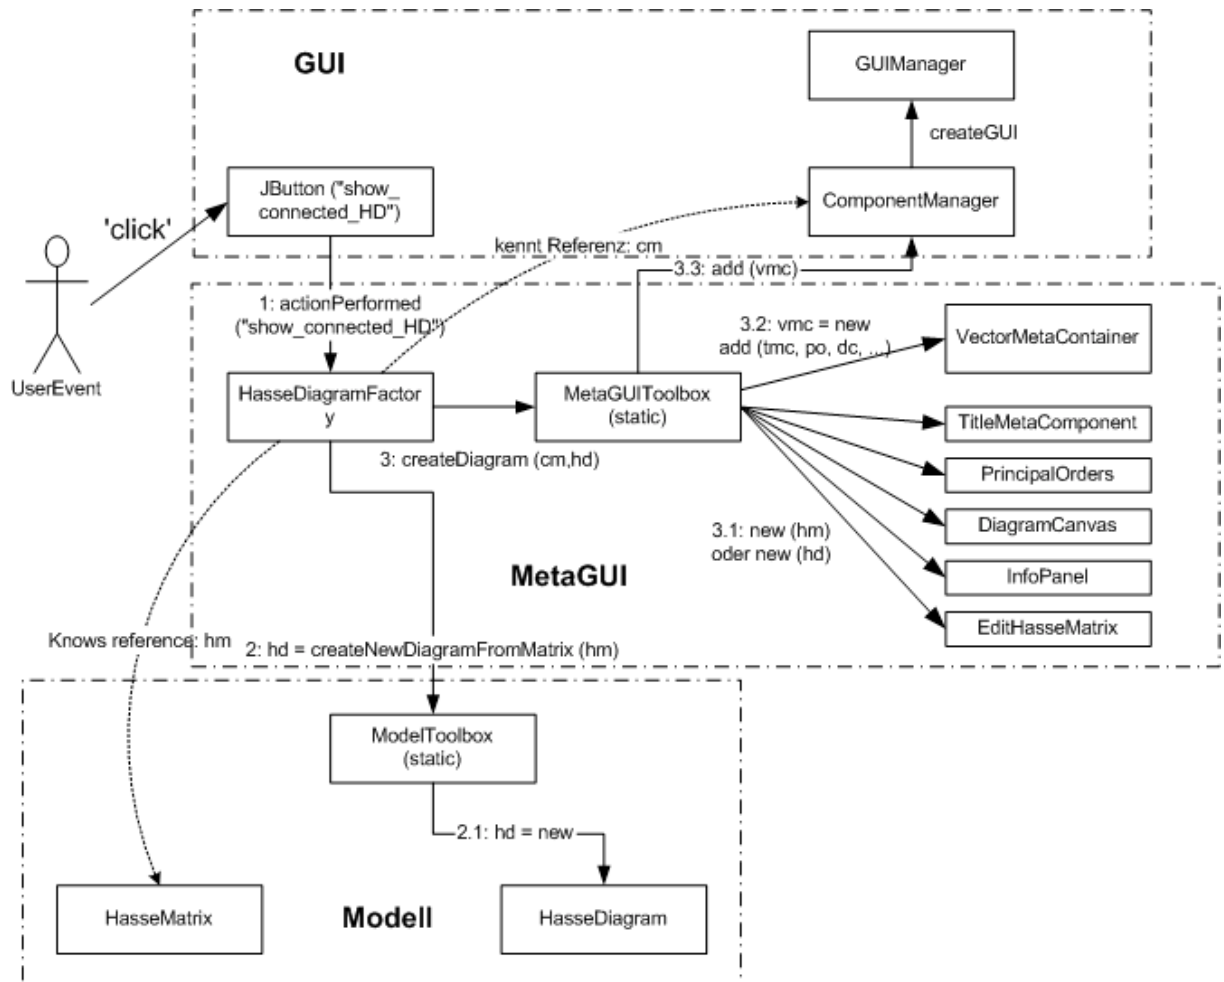 GUI
GUIManager
createGUI
JButton ("show_
connected_HD")
ComponentManager
'click'
kennt Referenz: cm
3.3: add (vmc)
UserEvent
1: actionPerformed
("show_connected_HD")
3.2: vmc = new
add (tmc, po, dc, ...)
VectorMetaContainer
HasseDiagramFactor
y
MetaGUIToolbox
(static)
TitleMetaComponent
3: createDiagram (cm,hd)
PrincipalOrders
DiagramCanvas
3.1: new (hm)
oder new (hd)
MetaGUI
InfoPanel
EditHasseMatrix
Knows reference: hm
2: hd = createNewDiagramFromMatrix (hm)
ModelToolbox
(static)
2.1: hd = new
HasseMatrix
Modell
HasseDiagram